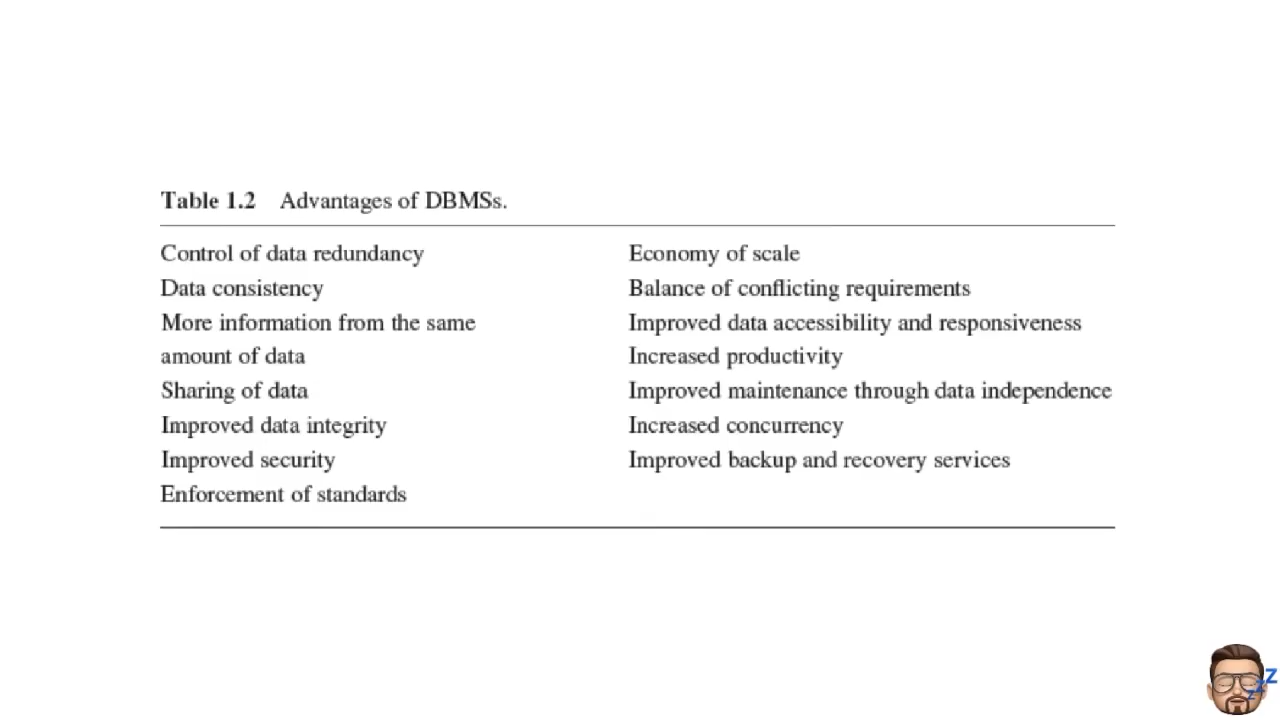 Table 1.2 Advantages of DBMSs.
Control of data redundancy
Data consistency
More information from the same
amount of data
Sharing of data
Improved data integrity
Improved security
Enforcement of standards
Economy of scale
Balance of conflicting requirements
Improved data accessibility and responsiveness
Increased productivity
Improved maintenance through data independence
Increased concurrency
Improved backup and recovery services
zzZ